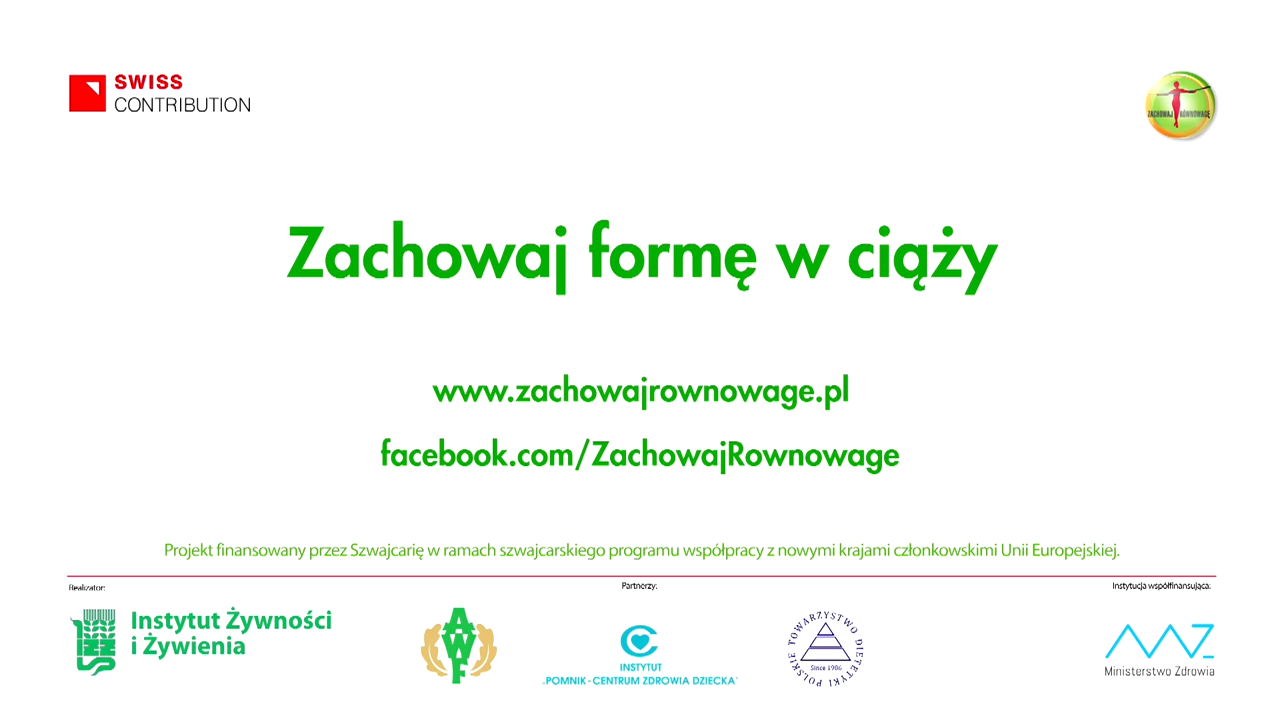 SWISS
CONTRIBUTION
ZACHOWAJ RÓWNOWAGĘ
Zachowaj formę w ciąży
www.zachowajrownowage.pl
facebook.com/ZachowajRownowage
Projekt finansowany przez Szwajcarię w ramach szwajcarskiego programu współpracy z nowymi krajami członkowskimi Unii Europejskiej.
Realizator:
Partnerzy:
Instytucja współfinansująca:
IŻŻ
Instytut Żywności
i Żywienia
AWF
INSTYTUT
„POMNIK - CENTRUM ZDROWIA DZIECKA"
POLSKIE TOWARZYSTWO DIETETYKI
Since 1986
MZ
Ministerstwo Zdrowia